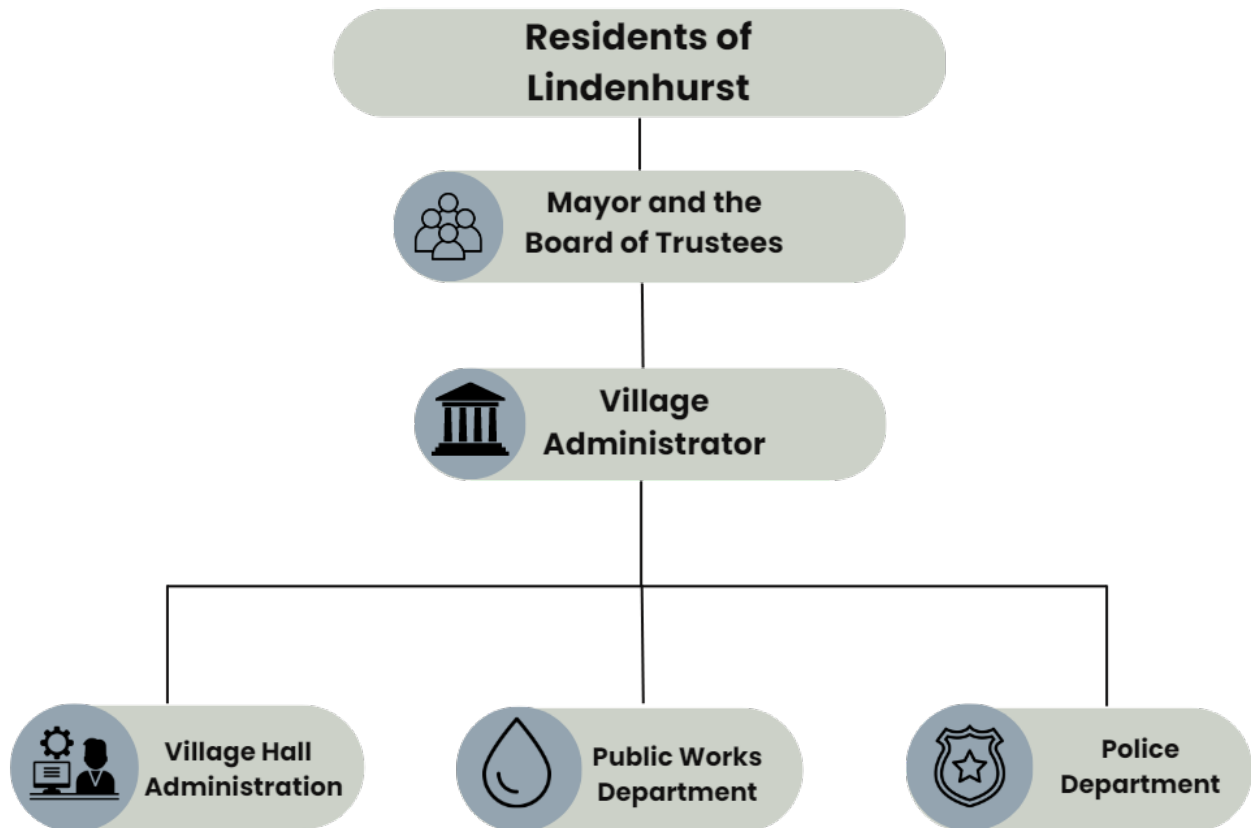 Residents of
Lindenhurst
Mayor and the
Board of Trustees
Village
Administrator
Village Hall
Administration
Public Works
Department
Police
Department